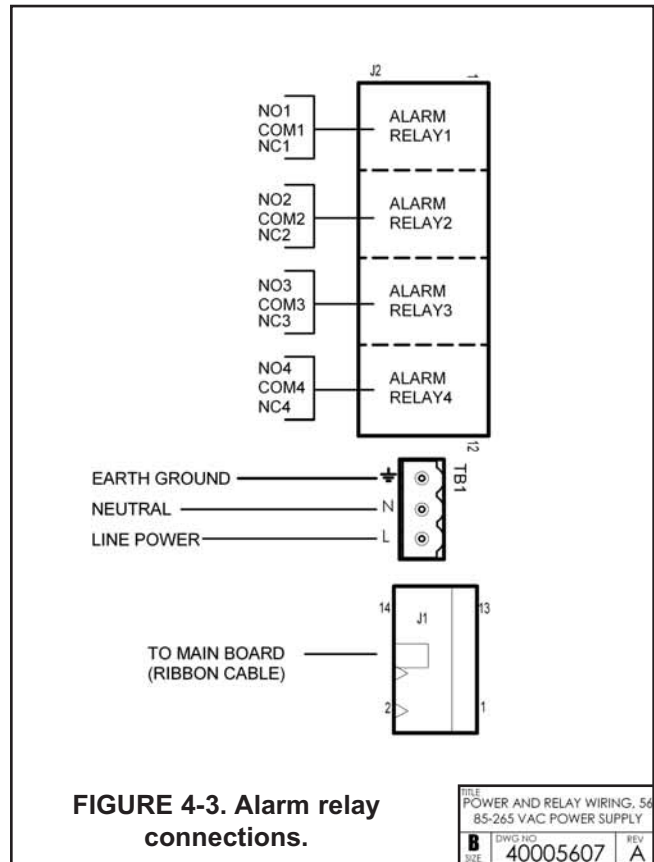 J2
1
NO1
COM1
NC1
ALARM
RELAY1
NO2
COM2
NC2
ALARM
RELAY2
NO3
COM3
NC3
ALARM
RELAY3
NO4
COM4
NC4
ALARM
RELAY4
12
TB1
EARTH GROUND
NEUTRAL N
LINE POWER L
14 J1 13
TO MAIN BOARD
(RIBBON CABLE)
2 1
FIGURE 4-3. Alarm relay
connections.
TITLE
POWER AND RELAY WIRING, 56
85-265 VAC POWER SUPPLY
B
SIZE
DWG NO
40005607
REV
A